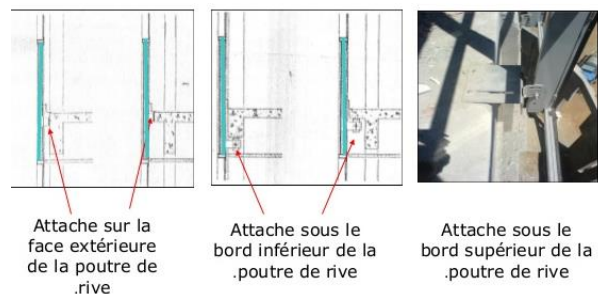 Attache sur la
face extérieure
de la poutre de
.rive
Attache sous le
bord inférieur de la
.poutre de rive
Attache sous le
bord supérieur de la
.poutre de rive